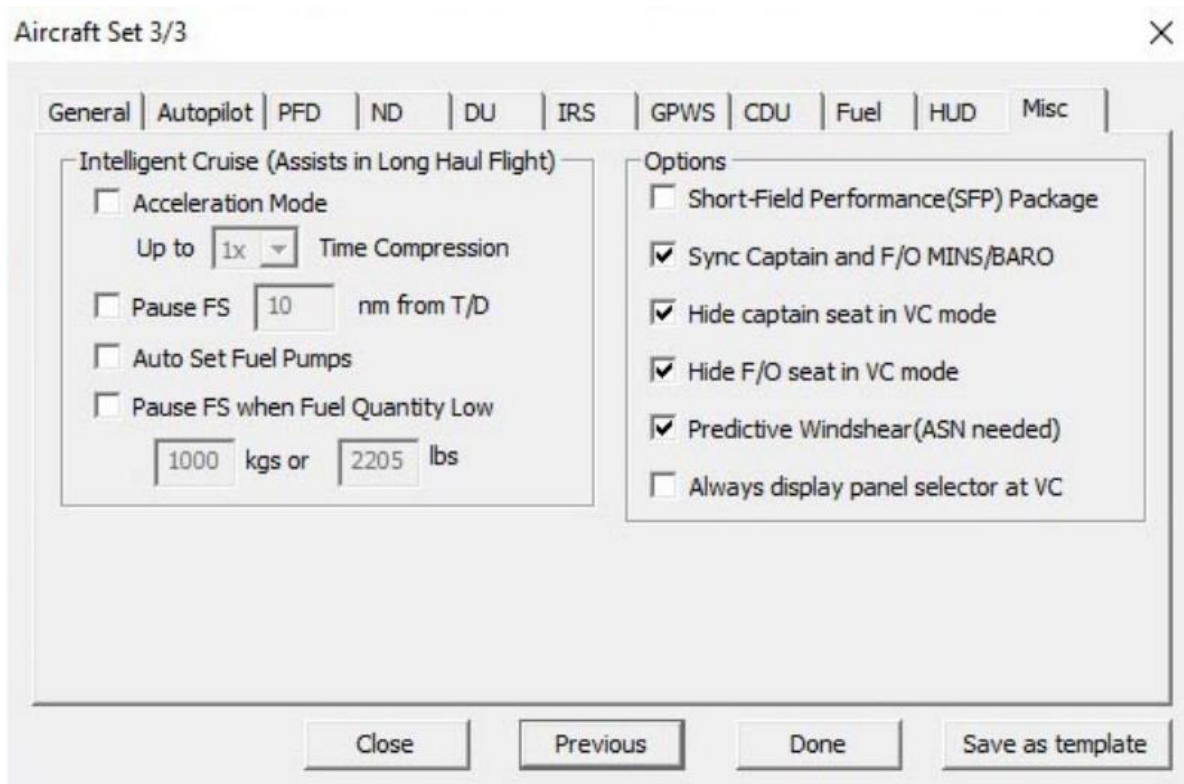 Aircraft Set 3/3
General Autopilot PFD ND DU IRS GPWS CDU Fuel HUD Misc
Intelligent Cruise (Assists in Long Haul Flight)
Acceleration Mode
Up to 1x Time Compression
Pause FS 10 nm from T/D
Auto Set Fuel Pumps
Pause FS when Fuel Quantity Low
1000 kgs or 2205 lbs
Options
Short-Field Performance(SFP) Package
Sync Captain and F/O MINS/BARO
Hide captain seat in VC mode
Hide F/O seat in VC mode
Predictive Windshear(ASN needed)
Always display panel selector at VC
Close Previous Done Save as template